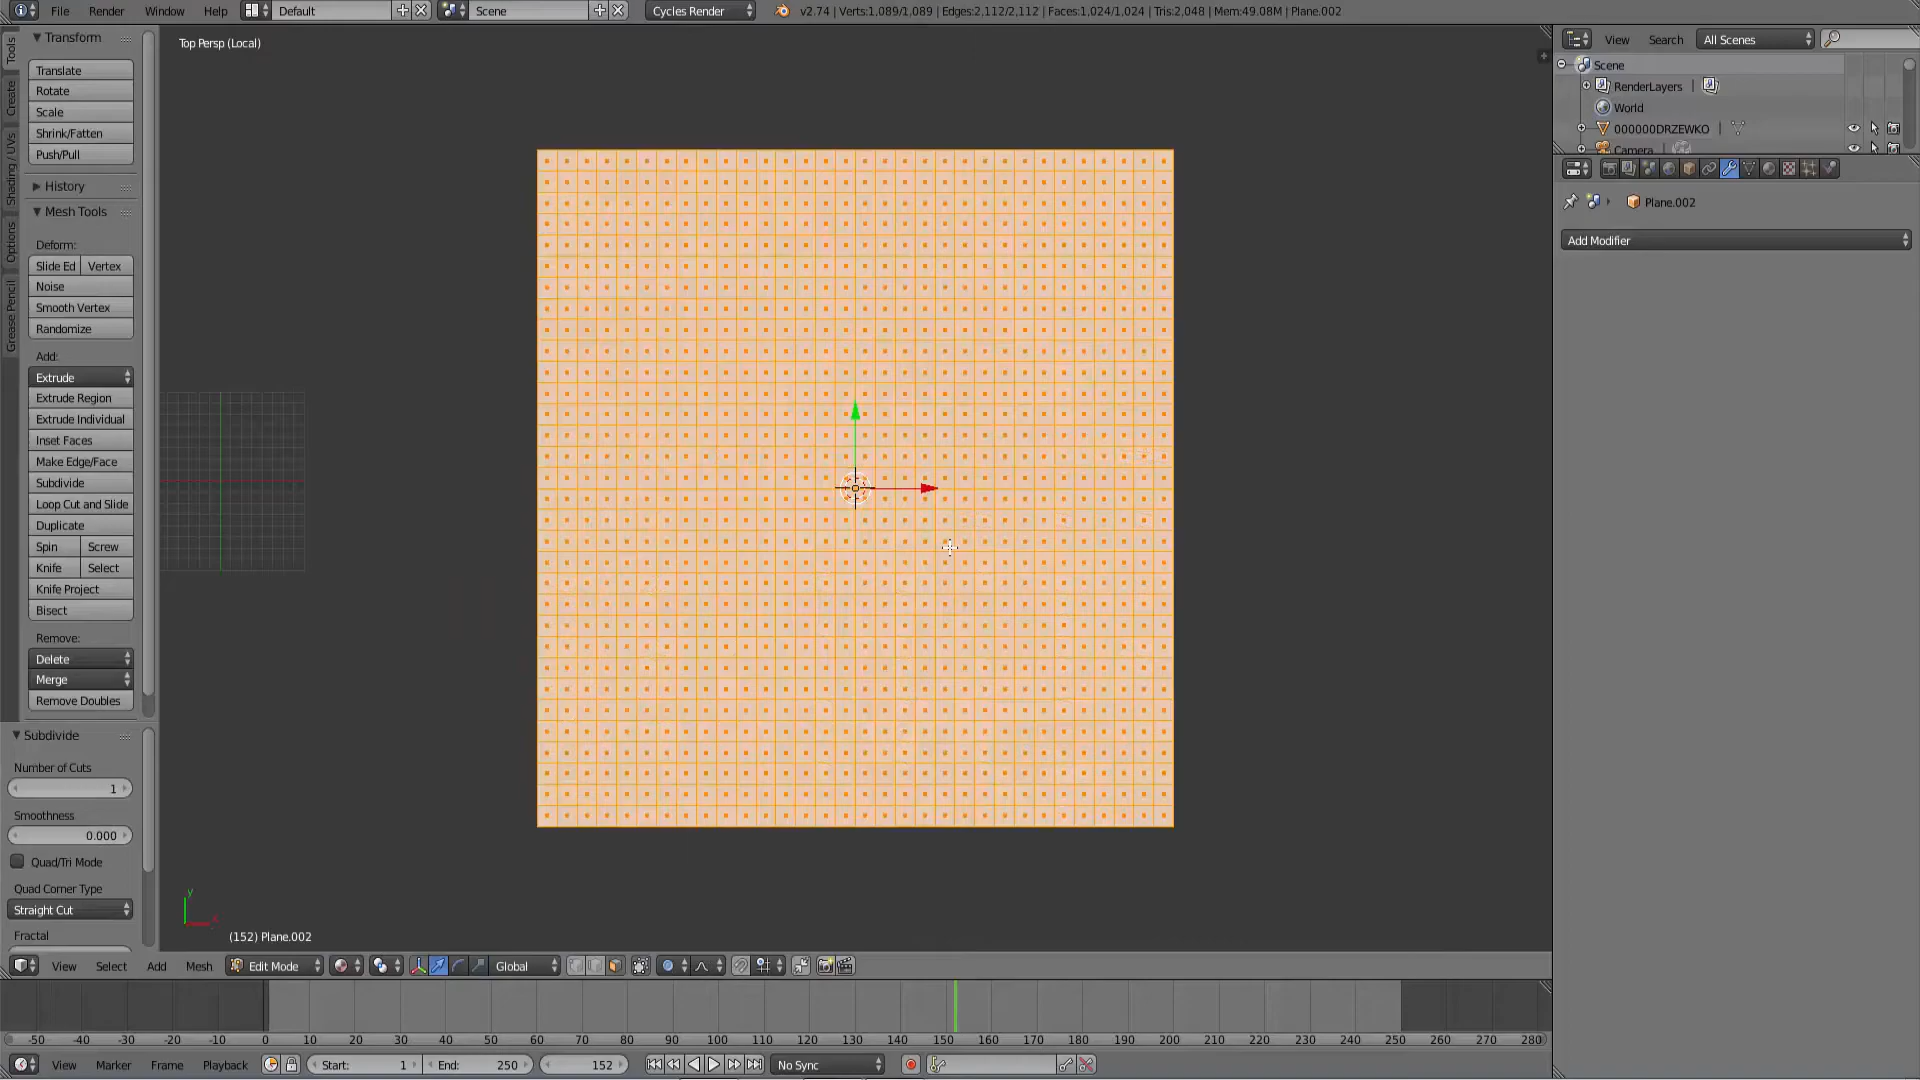 File Render Window Help Default Scene Cycles Render v2.74 | Verts:1,089/1,089 | Edges:2,112/2,112 | Faces:1,024/1,024 | Tris:2,048 | Mem:49.08M | Plane.002
Tools
Create
Shading / UVs
Options
Grease Pencil
Transform
Translate
Rotate
Scale
Shrink/Fatten
Push/Pull
History
Mesh Tools
Deform:
Slide Ed Vertex
Noise
Smooth Vertex
Randomize
Add:
Extrude
Extrude Region
Extrude Individual
Inset Faces
Make Edge/Face
Subdivide
Loop Cut and Slide
Duplicate
Spin Screw
Knife Select
Knife Project
Bisect
Remove:
Delete
Merge
Remove Doubles
Subdivide
Number of Cuts
1
Smoothness
0.000
Quad/Tri Mode
Quad Corner Type
Straight Cut
Fractal
Top Persp (Local)
y
x
(152) Plane.002
View Search All Scenes
Scene
RenderLayers |
World
000000DRZEWKO |
Camera
Plane.002
Add Modifier
View Select Add Mesh Edit Mode Global
-50 -40 -30 -20 -10 0 10 20 30 40 50 60 70 80 90 100 110 120 130 140 150 160 170 180 190 200 210 220 230 240 250 260 270 280
View Marker Frame Playback Start: 1 End: 250 152 No Sync